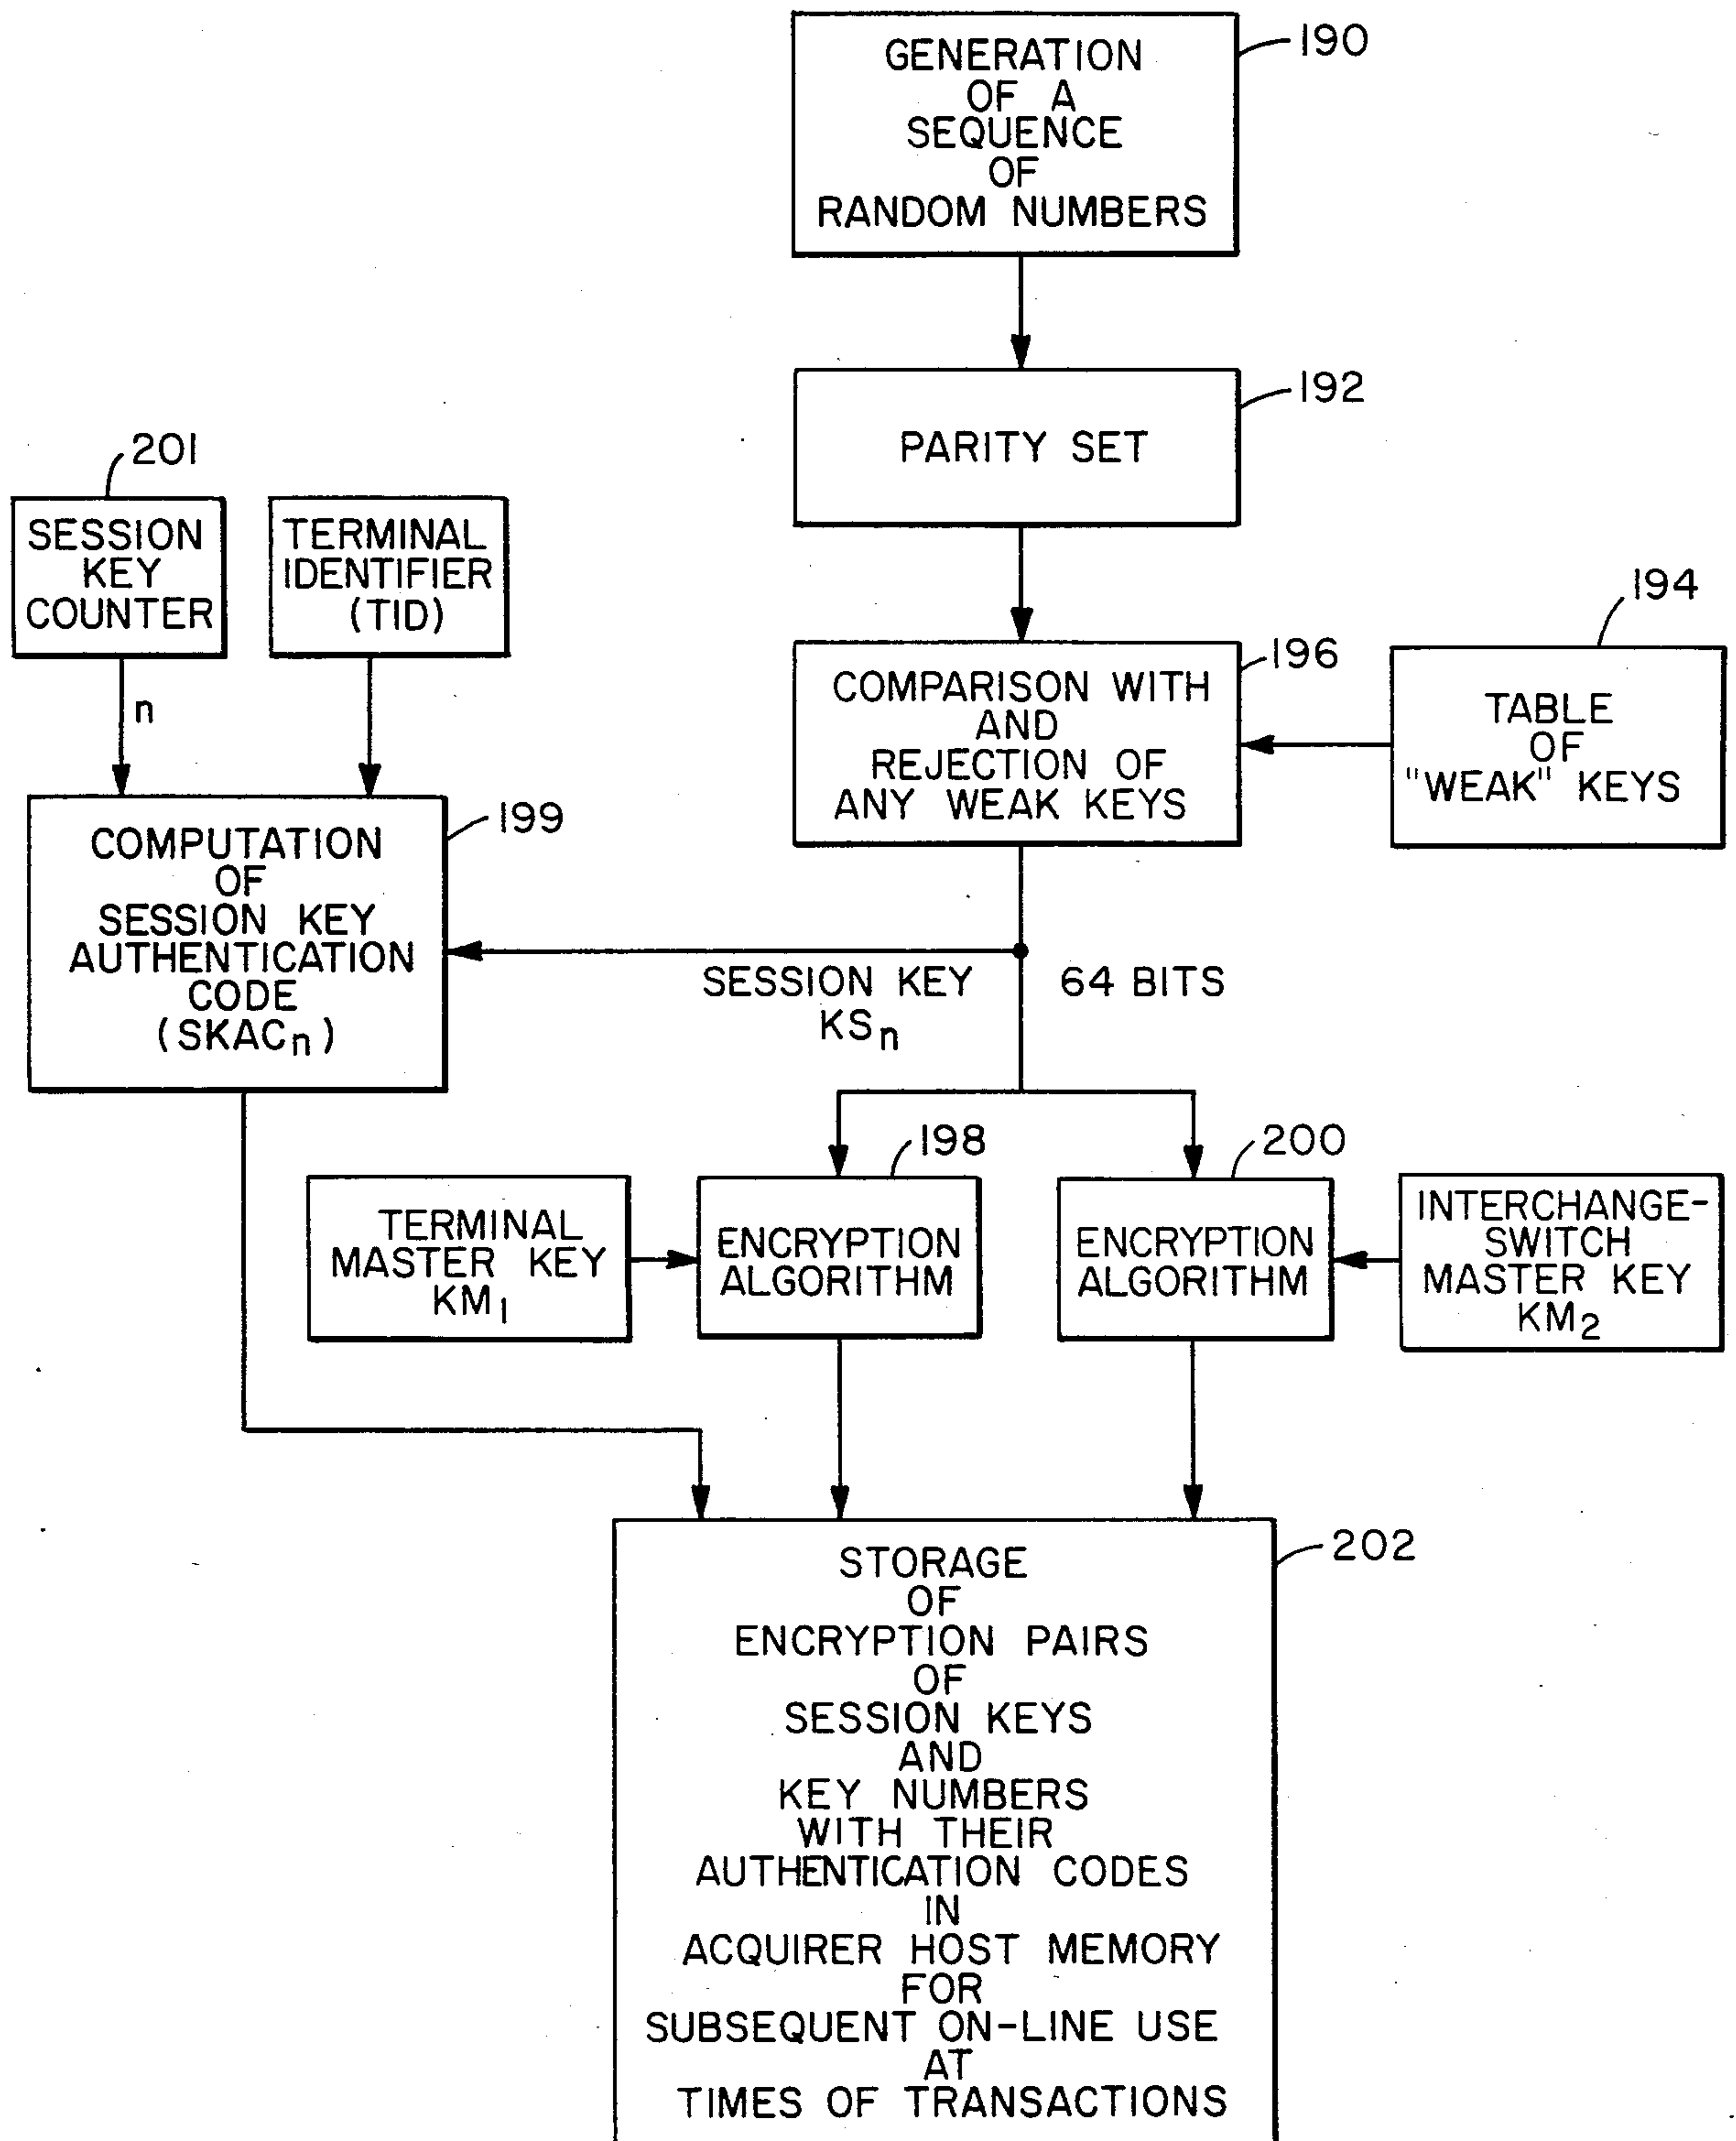 GENERATION
OF A
SEQUENCE
OF
RANDOM NUMBERS
190
PARITY SET
192
201
SESSION
KEY
COUNTER
TERMINAL
IDENTIFIER
(TID)
n
COMPARISON WITH
AND
REJECTION OF
ANY WEAK KEYS
196
194
TABLE
OF
"WEAK" KEYS
COMPUTATION
OF
SESSION KEY
AUTHENTICATION
CODE
(SKACn)
199
SESSION KEY
KSn
64 BITS
198
200
TERMINAL
MASTER KEY
KM1
ENCRYPTION
ALGORITHM
ENCRYPTION
ALGORITHM
INTERCHANGE-
SWITCH
MASTER KEY
KM2
202
STORAGE
OF
ENCRYPTION PAIRS
OF
SESSION KEYS
AND
KEY NUMBERS
WITH THEIR
AUTHENTICATION CODES
IN
ACQUIRER HOST MEMORY
FOR
SUBSEQUENT ON-LINE USE
AT
TIMES OF TRANSACTIONS